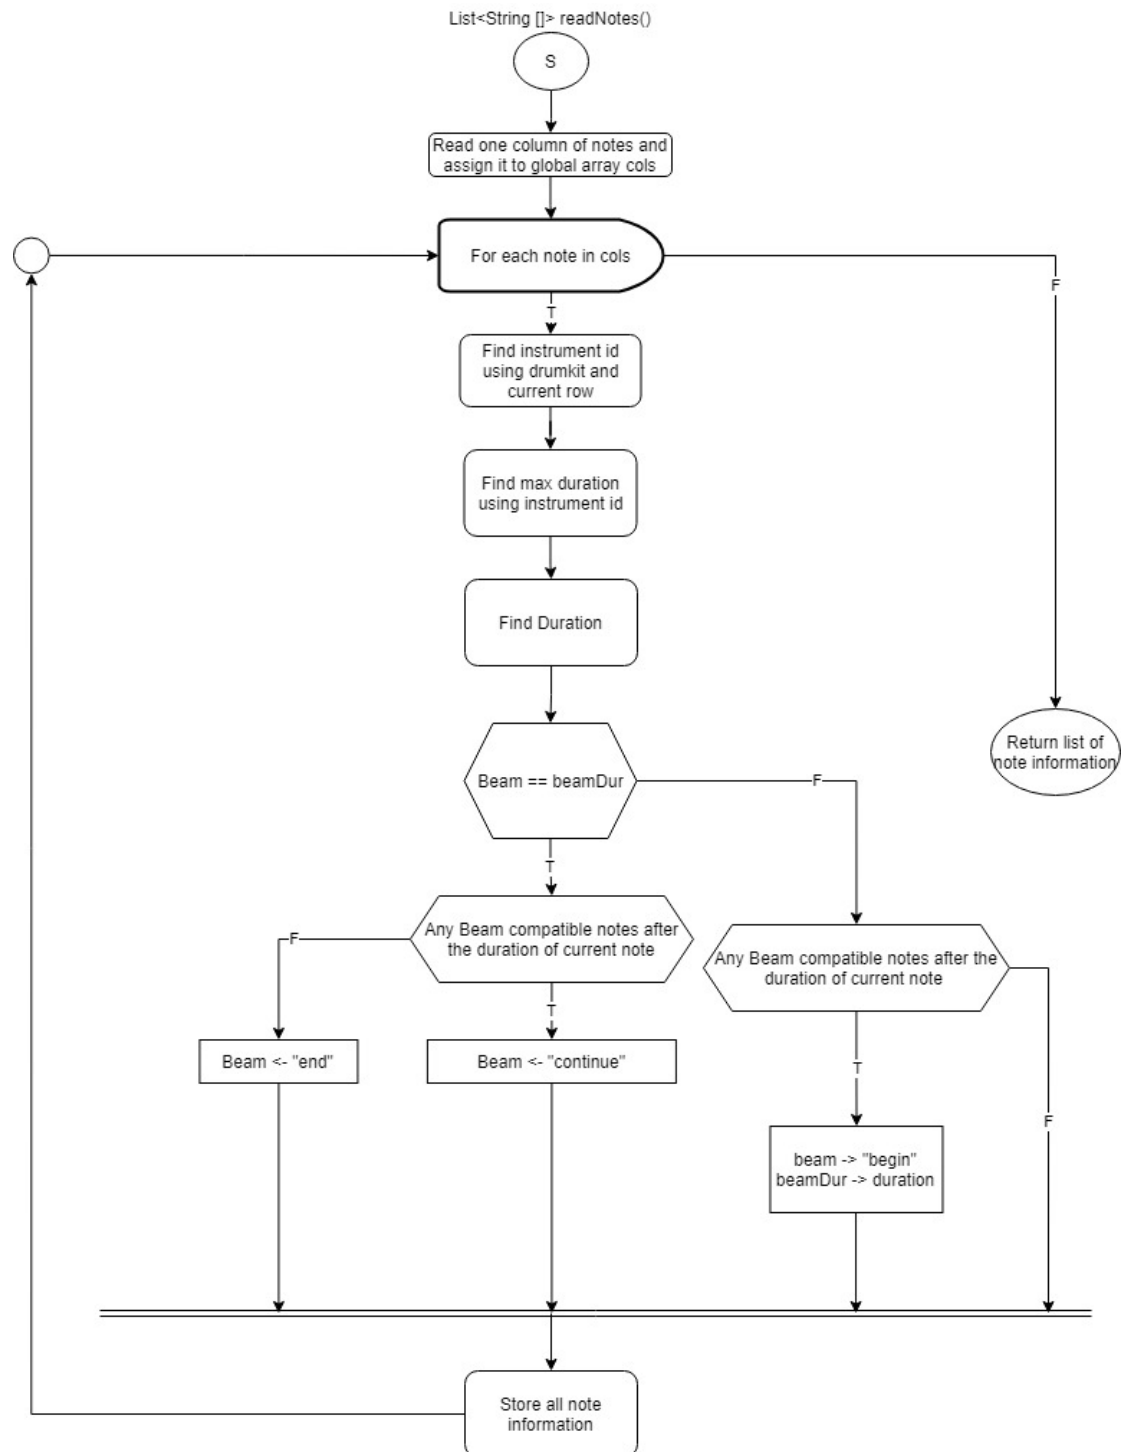 List<String []> readNotes()
S
Read one column of notes and
assign it to global array cols
For each note in cols
F
T
Find instrument id
using drumkit and
current row
Find max duration
using instrument id
Find Duration
Return list of
note information
Beam == beamDur
F
T
Any Beam compatible notes after
the duration of current note
F
Any Beam compatible notes after the
duration of current note
T
Beam <- "end"
Beam <- "continue"
T
F
beam -> "begin"
beamDur -> duration
Store all note
information